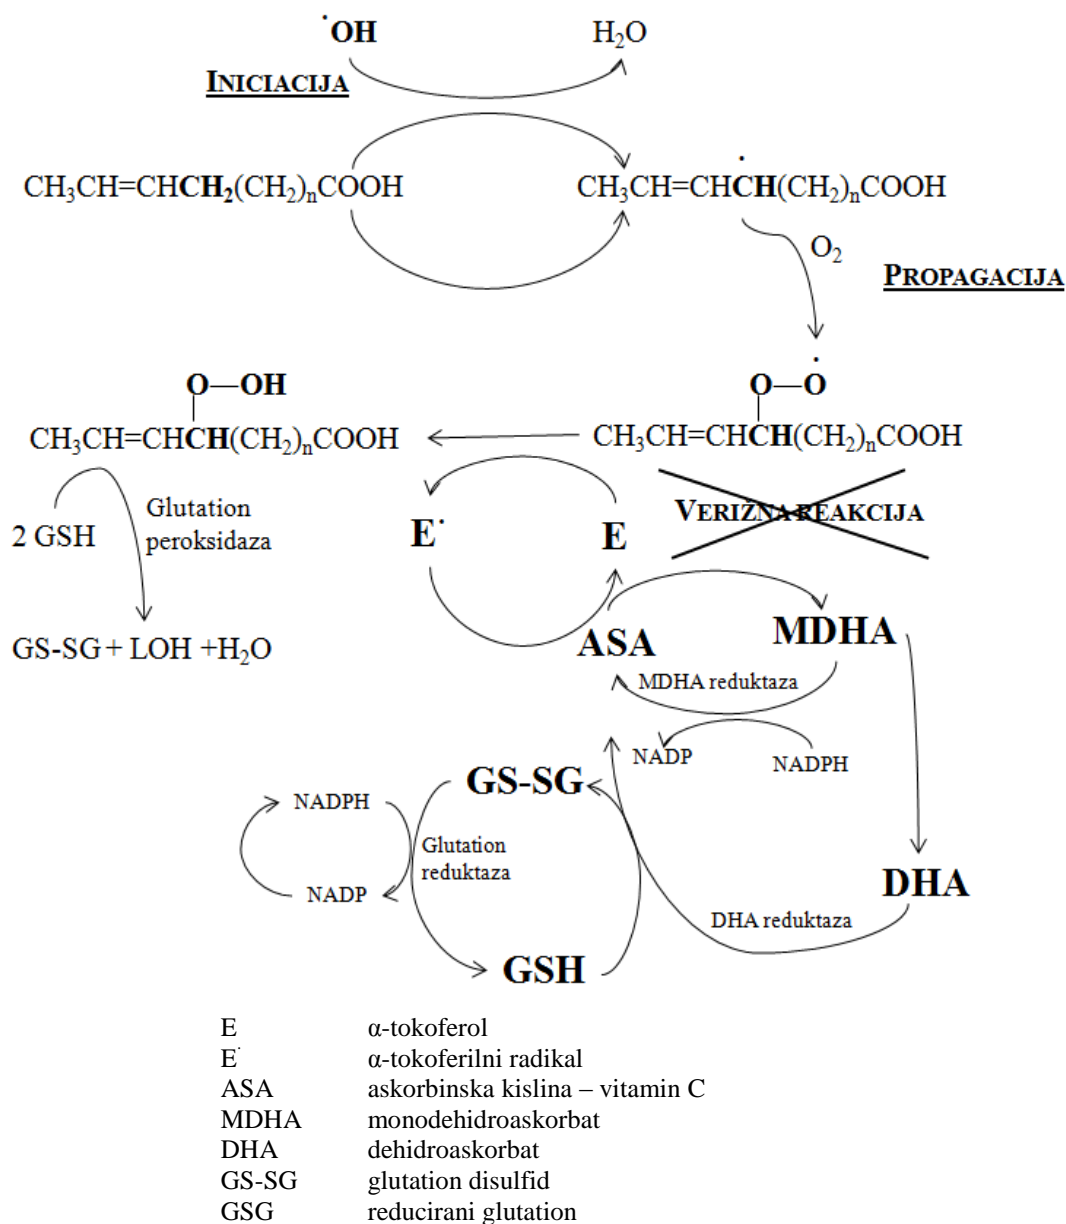 ˙OH H₂O
INICIACIJA
CH₃CH=CHCH₂(CH₂)ₙCOOH CH₃CH=CHĊH(CH₂)ₙCOOH
O₂
PROPAGACIJA
O—OH O—Ȯ
CH₃CH=CHCH(CH₂)ₙCOOH CH₃CH=CHCH(CH₂)ₙCOOH
2 GSH Glutation
peroksidaza
E˙ E VERIŽNA REAKCIJA
GS-SG + LOH +H₂O ASA MDHA
MDHA reduktaza
NADP NADPH
NADPH GS-SG
Glutation
reduktaza
NADP DHA
DHA reduktaza
GSH
E α-tokoferol
E˙ α-tokoferilni radikal
ASA askorbinska kislina – vitamin C
MDHA monodehidroaskorbat
DHA dehidroaskorbat
GS-SG glutation disulfid
GSG reducirani glutation